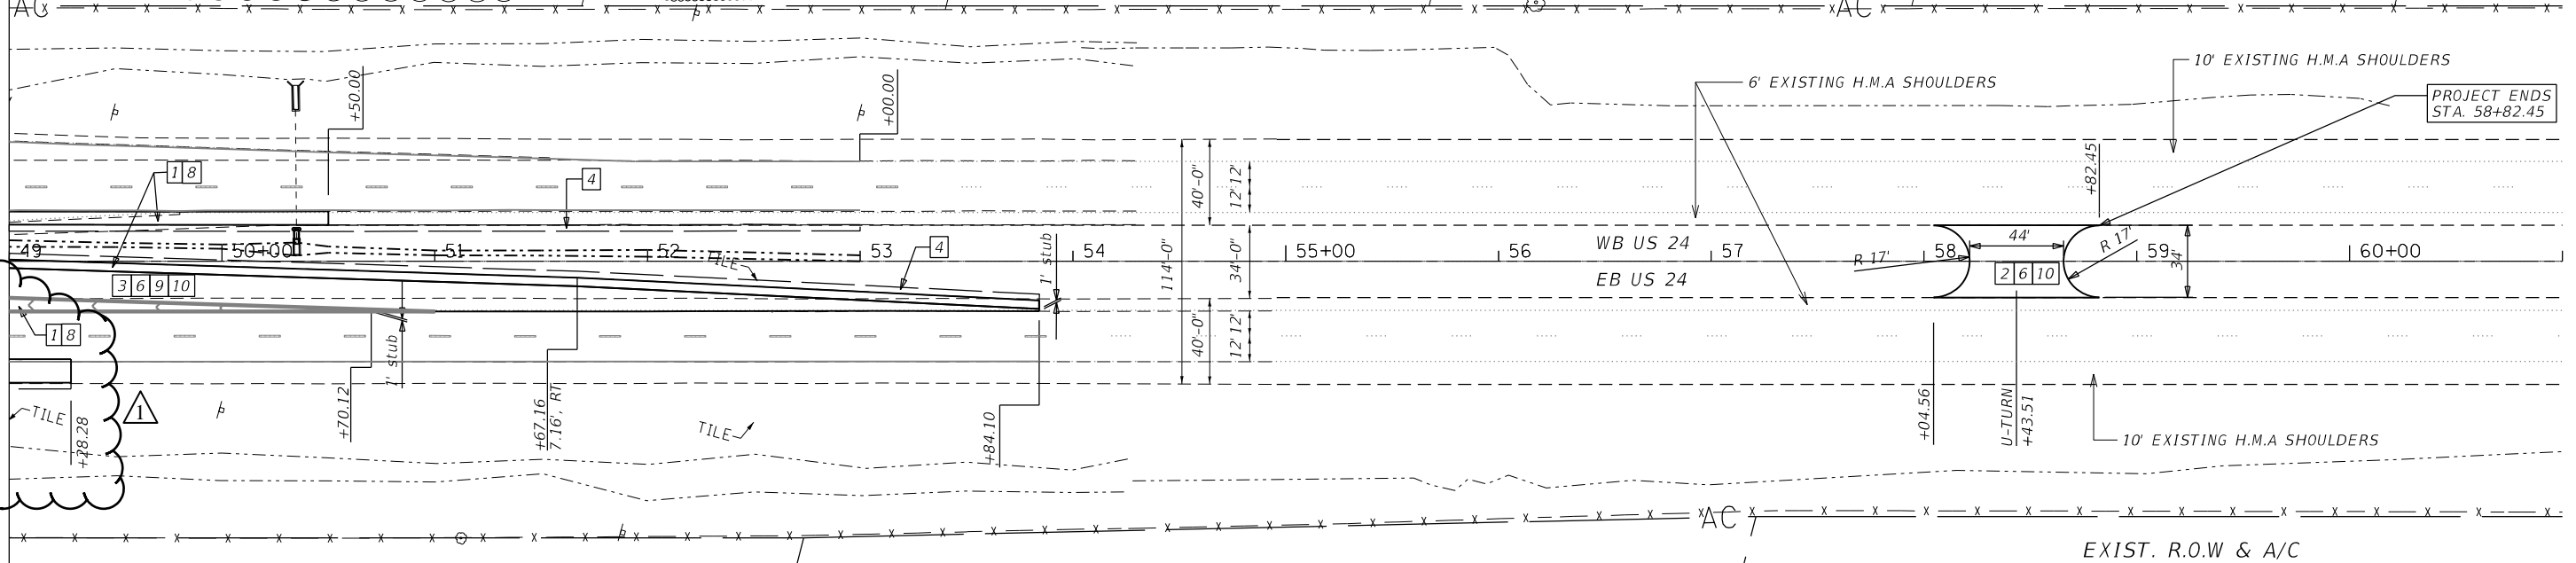 AC
AC
+50.00
+00.00
6' EXISTING H.M.A SHOULDERS
10' EXISTING H.M.A SHOULDERS
PROJECT ENDS
STA. 58+82.45
1 8
4
40'-0"
12' 12'
+82.45
49
50+00
51
52
53
54
55+00
56
57
58
59
60+00
WB US 24
EB US 24
TILE
4
1' stub
114'-0"
34'-0"
44'
R 17'
R 17'
34'
2 6 10
3 6 9 10
1 8
1' stub
40'-0"
12' 12'
TILE
1
+28.28
+70.12
+67.16
7.16', RT
TILE
+84.10
+04.56
U-TURN
+43.51
10' EXISTING H.M.A SHOULDERS
AC
EXIST. R.O.W & A/C